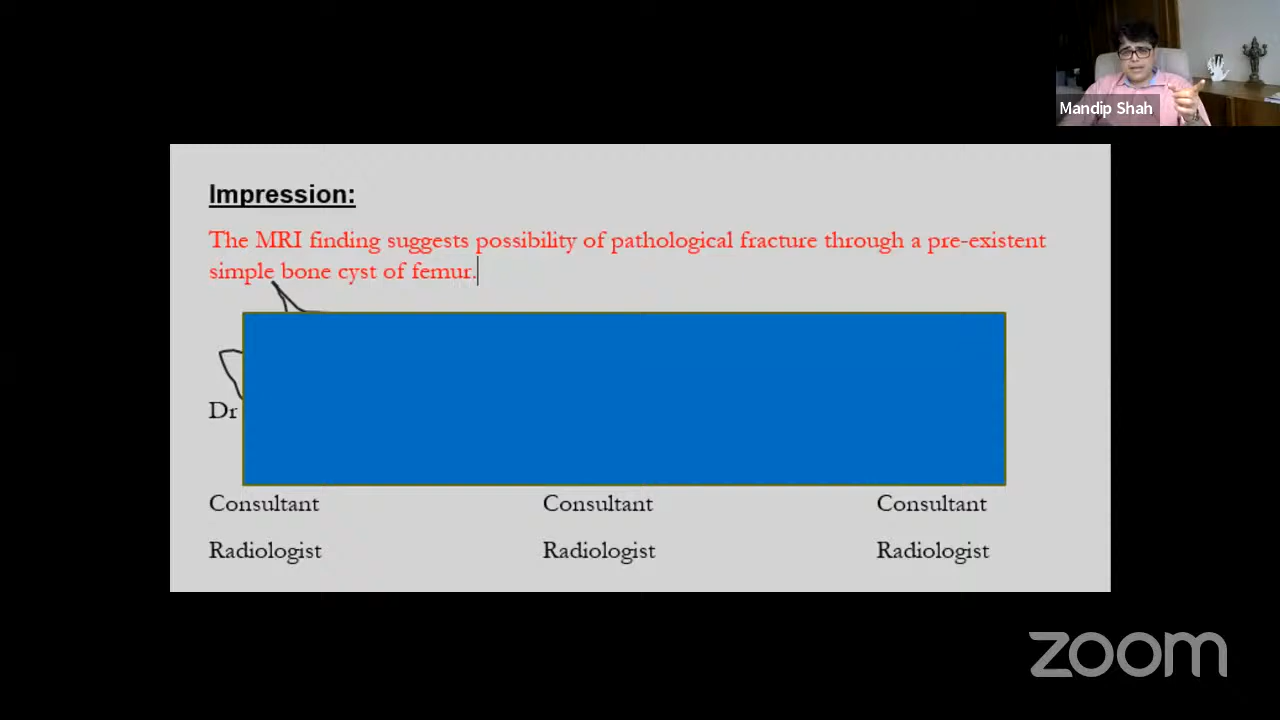 Mandip Shah
Impression:
The MRI finding suggests possibility of pathological fracture through a pre-existent
simple bone cyst of femur.
Dr
Consultant Consultant Consultant
Radiologist Radiologist Radiologist
zoom